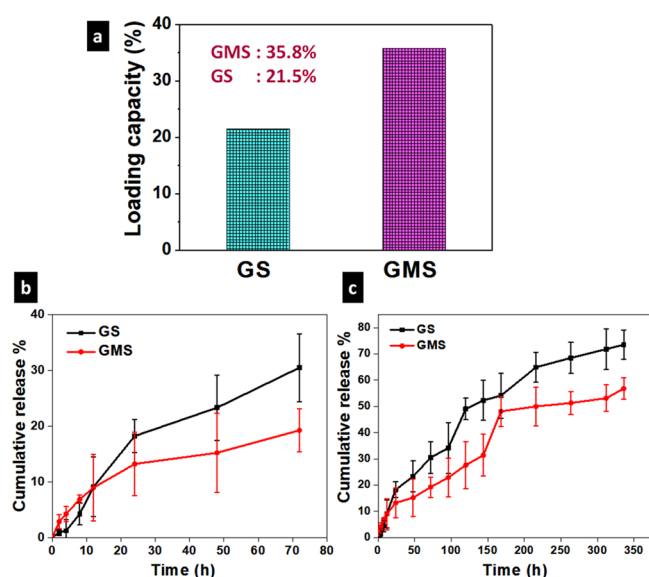 a
Loading capacity (%)
40
30
20
10
0
GMS : 35.8%
GS : 21.5%
GS GMS
b
Cumulative release %
40
30
20
10
0
GS
GMS
0 10 20 30 40 50 60 70 80
Time (h)
c
Cumulative release %
80
70
60
50
40
30
20
10
0
GS
GMS
0 50 100 150 200 250 300 350
Time (h)